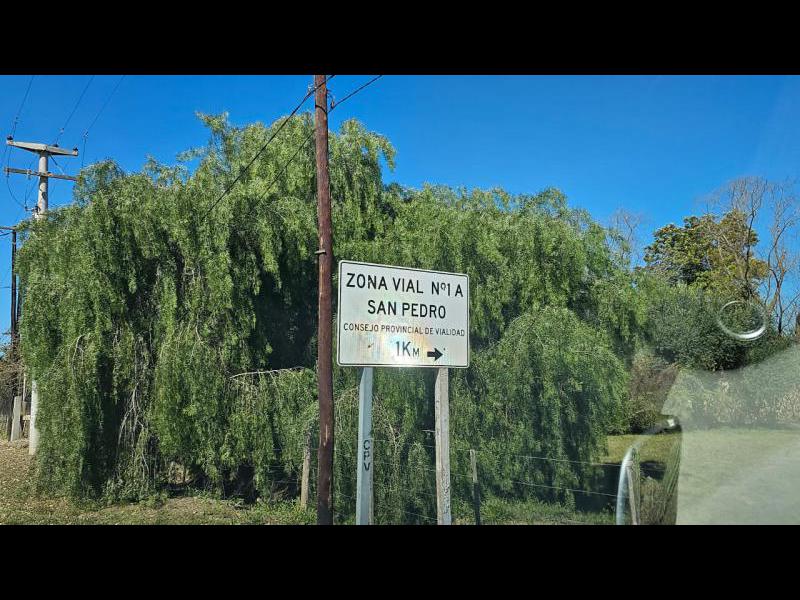 ZONA VIAL Nº1 A
SAN PEDRO
CONSEJO PROVINCIAL DE VIALIDAD
1KM
CPV